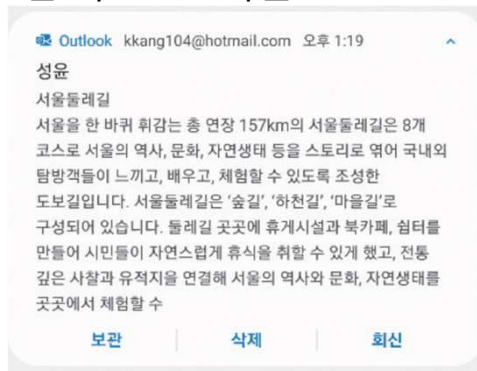 Outlook kkang104@hotmail.com 오후 1:19
성윤
서울둘레길
서울을 한 바퀴 휘감는 총 연장 157km의 서울둘레길은 8개
코스로 서울의 역사, 문화, 자연생태 등을 스토리로 엮어 국내외
탐방객들이 느끼고, 배우고, 체험할 수 있도록 조성한
도보길입니다. 서울둘레길은 '숲길', '하천길', '마을길'로
구성되어 있습니다. 둘레길 곳곳에 휴게시설과 북카페, 쉼터를
만들어 시민들이 자연스럽게 휴식을 취할 수 있게 했고, 전통
깊은 사찰과 유적지을 연결해 서울의 역사와 문화, 자연생태를
곳곳에서 체험할 수
보관 삭제 회신